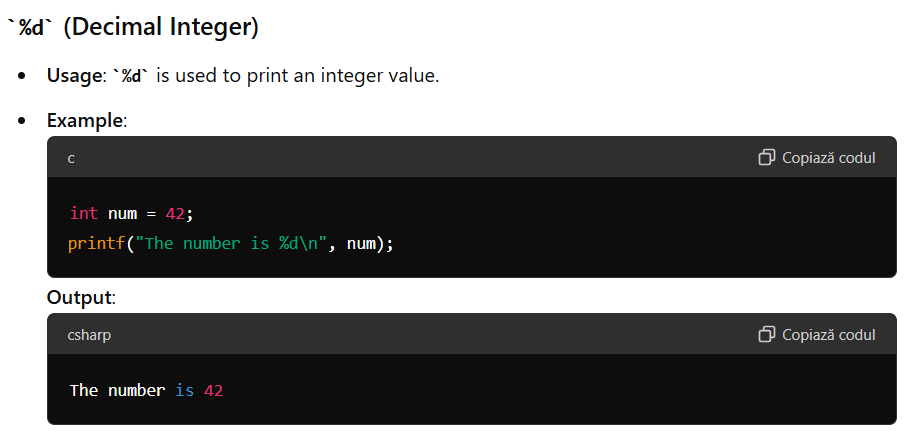 `%d` (Decimal Integer)
• Usage: `%d` is used to print an integer value.
• Example:
c Copiază codul
int num = 42;
printf("The number is %d\n", num);
Output:
csharp Copiază codul
The number is 42